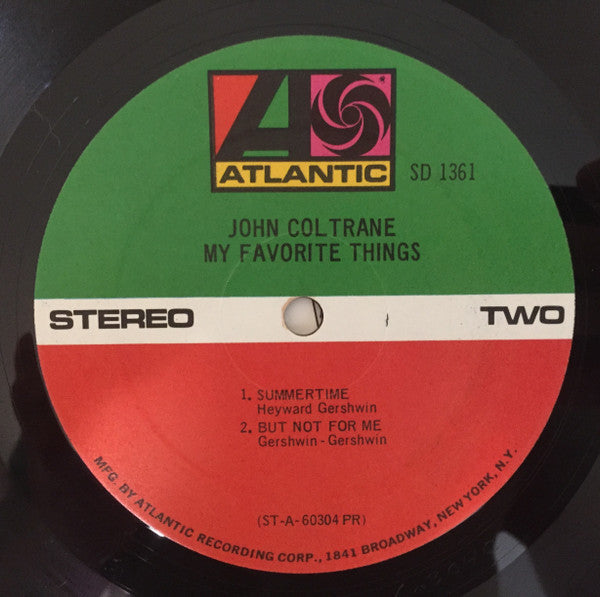 ATLANTIC
SD 1361
JOHN COLTRANE
MY FAVORITE THINGS
STEREO
TWO
1. SUMMERTIME
Heyward Gershwin
2. BUT NOT FOR ME
Gershwin-Gershwin
(ST-A-60304 PR)
MFG. BY ATLANTIC RECORDING CORP., 1841 BROADWAY, NEW YORK, N.Y.